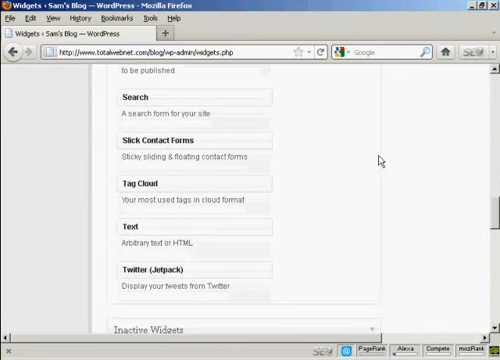 Widgets ‹ Sam's Blog — WordPress - Mozilla Firefox
File Edit View History Bookmarks Tools Help
Widgets ‹ Sam's Blog — WordPress
http://www.totalwebnet.com/blog/wp-admin/widgets.php
Google
to be published
Search
A search form for your site
Slick Contact Forms
Sticky sliding & floating contact forms
Tag Cloud
Your most used tags in cloud format
Text
Arbitrary text or HTML
Twitter (Jetpack)
Display your tweets from Twitter
Inactive Widgets
PageRank Alexa Compete mozRank